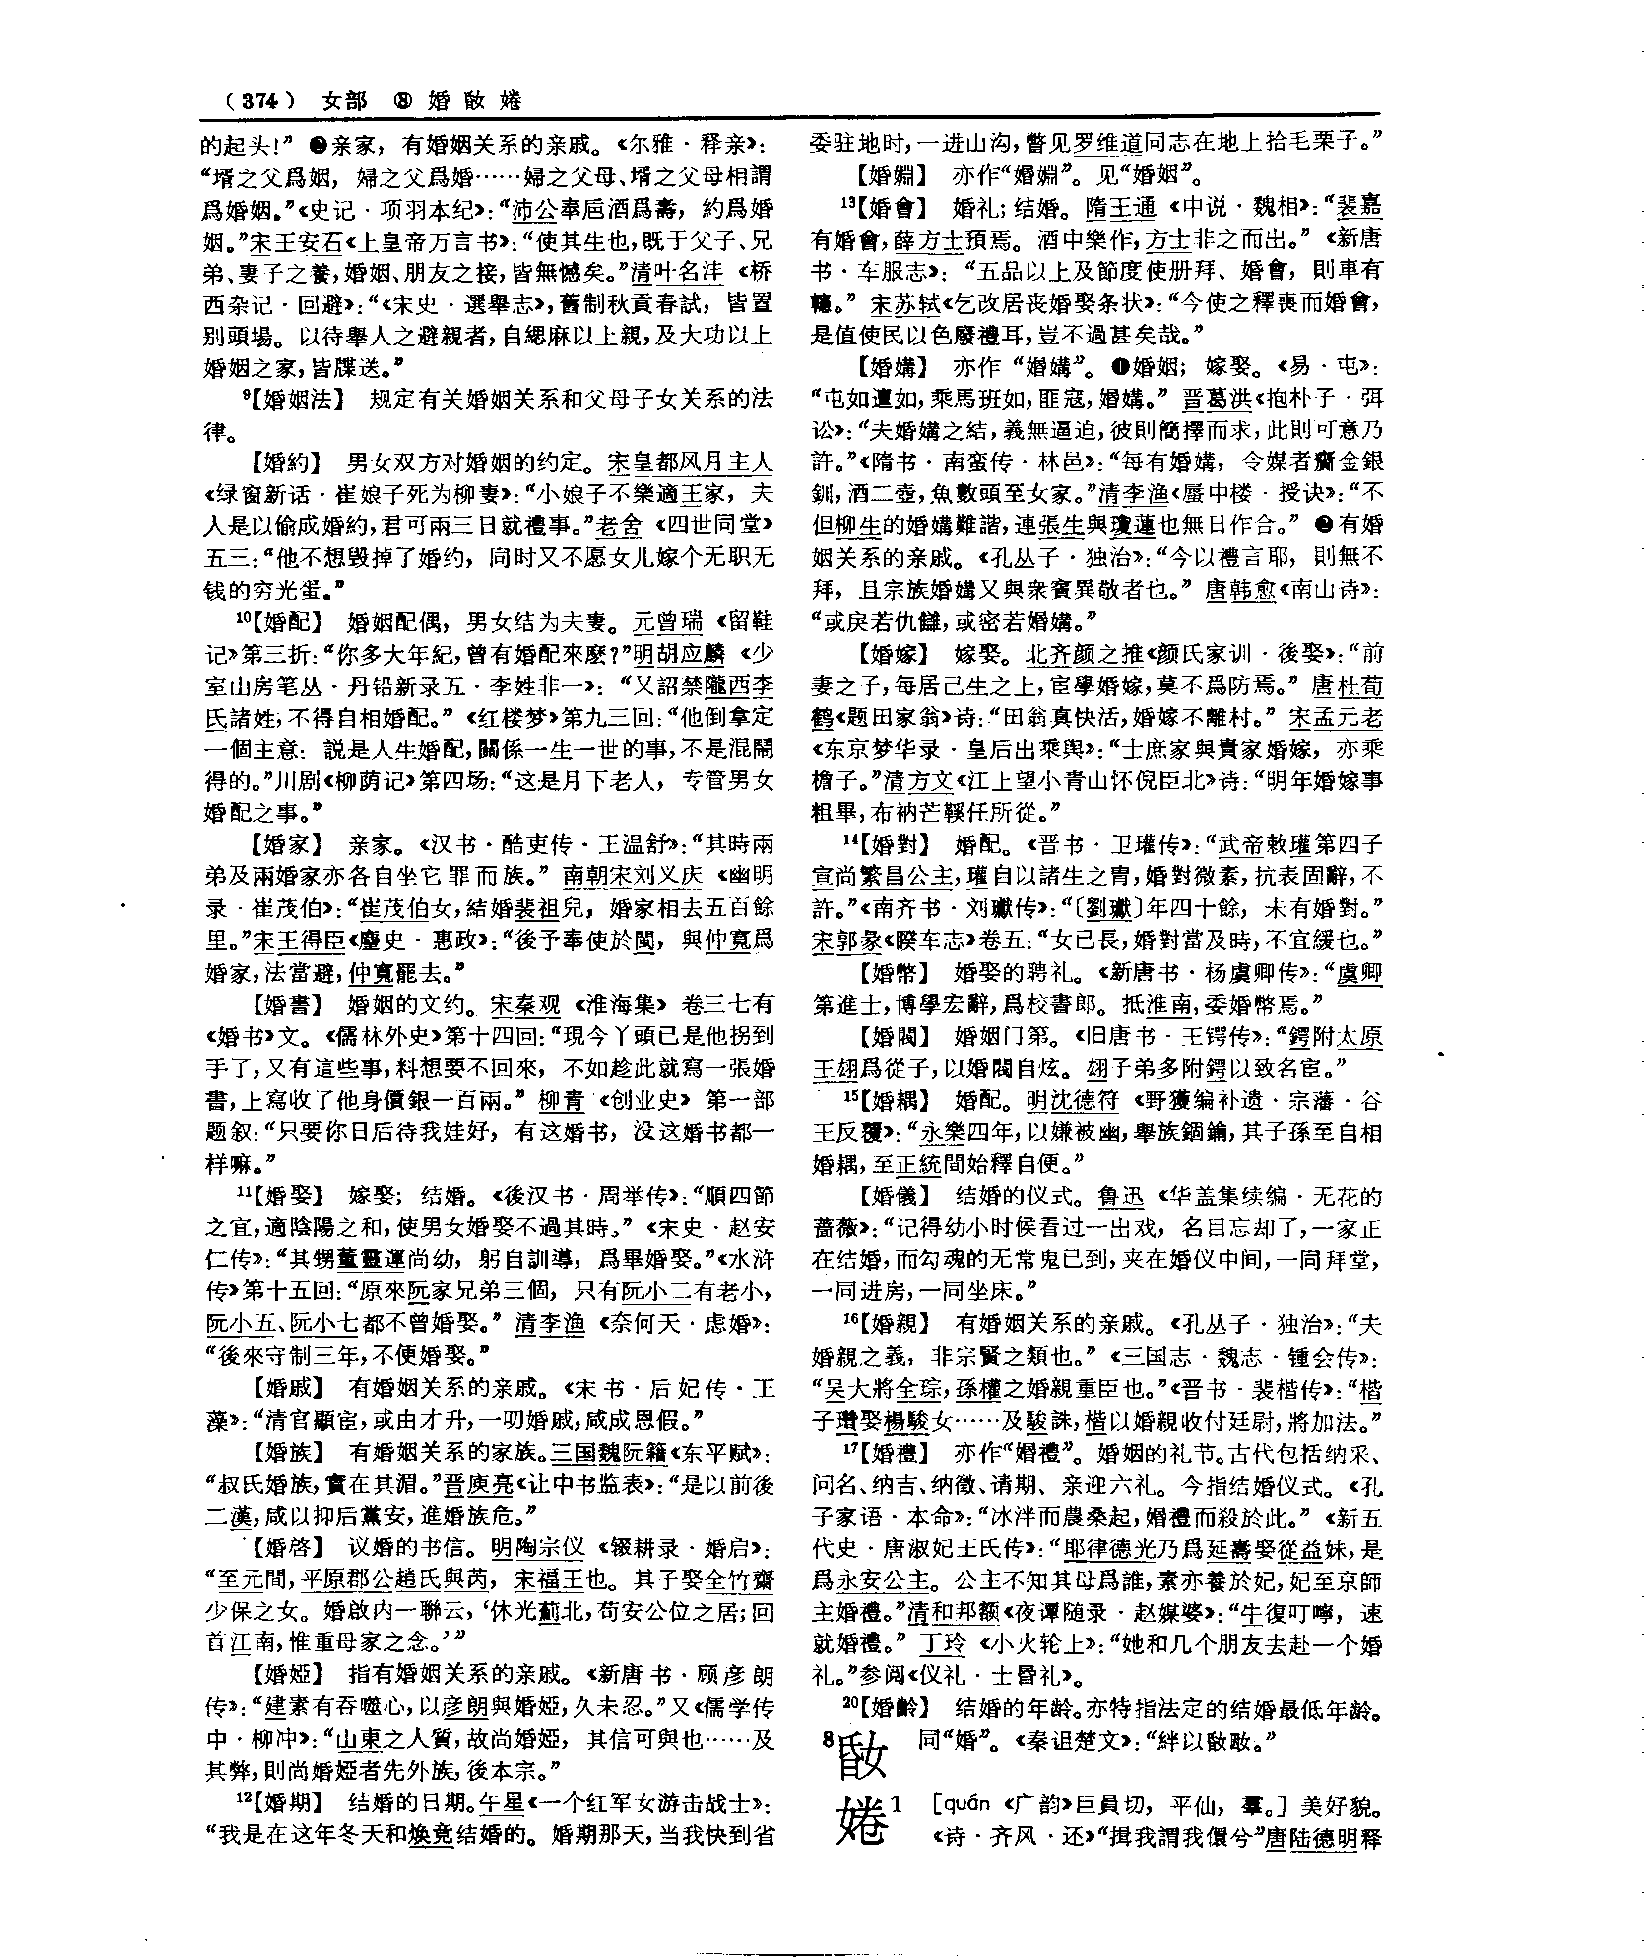 （374） 女部 ⑧ 婚 㪏 婘
的起头！”❷亲家，有婚姻关系的亲戚。《尔雅·释亲》：
“壻之父爲姻，婦之父爲婚……婦之父母、壻之父母相謂
爲婚姻。”《史记·项羽本纪》：“沛公奉巵酒爲壽，約爲婚
姻。”宋王安石《上皇帝万言书》：“使其生也，既于父子、兄
弟、妻子之養，婚姻、朋友之接，皆無憾矣。”清叶名沣《桥
西杂记·回避》：“《宋史·選舉志》，舊制秋貢春試，皆置
别頭場。以待舉人之避親者，自緦麻以上親，及大功以上
婚姻之家，皆牒送。”
⁹【婚姻法】 规定有关婚姻关系和父母子女关系的法
律。
【婚約】 男女双方对婚姻的约定。宋皇都风月主人
《绿窗新话·崔娘子死为柳妻》：“小娘子不樂適王家，夫
人是以偷成婚約，君可兩三日就禮事。”老舍《四世同堂》
五三：“他不想毁掉了婚约，同时又不愿女儿嫁个无职无
钱的穷光蛋。”
¹⁰【婚配】 婚姻配偶，男女结为夫妻。元曾瑞《留鞋
记》第三折：“你多大年紀，曾有婚配來麽？”明胡应麟《少
室山房笔丛·丹铅新录五·李姓非一》：“又詔禁隴西李
氏諸姓，不得自相婚配。”《红楼梦》第九三回：“他倒拿定
一個主意：説是人生婚配，關係一生一世的事，不是混鬧
得的。”川剧《柳荫记》第四场：“这是月下老人，专管男女
婚配之事。”
【婚家】 亲家。《汉书·酷吏传·王温舒》：“其時兩
弟及兩婚家亦各自坐它罪而族。”南朝宋刘义庆《幽明
录·崔茂伯》：“崔茂伯女，結婚裴祖兒，婚家相去五百餘
里。”宋王得臣《麈史·惠政》：“後予奉使於閩，與仲寬爲
婚家，法當避，仲寬罷去。”
【婚書】 婚姻的文约。宋秦观《淮海集》卷三七有
《婚书》文。《儒林外史》第十四回：“現今丫頭已是他拐到
手了，又有這些事，料想要不回來，不如趁此就寫一張婚
書，上寫收了他身價銀一百兩。”柳青《创业史》第一部
题叙：“只要你日后待我娃好，有这婚书，没这婚书都一
样嘛。”
¹¹【婚娶】 嫁娶；结婚。《後汉书·周举传》：“順四節
之宜，適陰陽之和，使男女婚娶不過其時。”《宋史·赵安
仁传》：“其甥董靈運尚幼，躬自訓導，爲畢婚娶。”《水浒
传》第十五回：“原來阮家兄弟三個，只有阮小二有老小，
阮小五、阮小七都不曾婚娶。”清李渔《奈何天·虑婚》：
“後來守制三年，不便婚娶。”
【婚戚】 有婚姻关系的亲戚。《宋书·后妃传·王
藻》：“清官顯宦，或由才升，一叨婚戚，咸成恩假。”
【婚族】 有婚姻关系的家族。三国魏阮籍《东平赋》：
“叔氏婚族，實在其湄。”晋庾亮《让中书监表》：“是以前後
二漢，咸以抑后黨安，進婚族危。”
【婚啓】 议婚的书信。明陶宗仪《辍耕录·婚启》：
“至元間，平原郡公趙氏與芮，宋福王也。其子娶全竹齋
少保之女。婚啟内一聯云，‘休光薊北，苟安公位之居；回
首江南，惟重母家之念。’”
【婚婭】 指有婚姻关系的亲戚。《新唐书·顾彦朗
传》：“建素有吞噬心，以彦朗與婚婭，久未忍。”又《儒学传
中·柳冲》：“山東之人質，故尚婚婭，其信可與也……及
其弊，則尚婚婭者先外族，後本宗。”
¹²【婚期】 结婚的日期。午星《一个红军女游击战士》：
“我是在这年冬天和焕竞结婚的。婚期那天，当我快到省
委驻地时，一进山沟，瞥见罗维道同志在地上拾毛栗子。”
【婚婣】 亦作“㛰婣”。见“婚姻”。
¹³【婚會】 婚礼；结婚。隋王通《中说·魏相》：“裴嘉
有婚會，薛方士預焉。酒中樂作，方士非之而出。”《新唐
书·车服志》：“五品以上及節度使册拜、婚會，則車有
幰。”宋苏轼《乞改居丧婚娶条状》：“今使之釋喪而婚會，
是值使民以色廢禮耳，豈不過甚矣哉。”
【婚媾】 亦作“㛰媾”。❶婚姻；嫁娶。《易·屯》：
“屯如邅如，乘馬班如，匪寇，婚媾。”晋葛洪《抱朴子·弭
讼》：“夫婚媾之結，義無逼迫，彼則簡擇而求，此則可意乃
許。”《隋书·南蛮传·林邑》：“每有婚媾，令媒者齎金銀
釧，酒二壺，魚數頭至女家。”清李渔《蜃中楼·授诀》：“不
但柳生的婚媾難諧，連張生與瓊蓮也無日作合。”❷有婚
姻关系的亲戚。《孔丛子·独治》：“今以禮言耶，則無不
拜，且宗族婚媾又與衆賓異敬者也。”唐韩愈《南山诗》：
“或戾若仇讎，或密若婚媾。”
【婚嫁】 嫁娶。北齐颜之推《颜氏家训·後娶》：“前
妻之子，每居己生之上，宦學婚嫁，莫不爲防焉。”唐杜荀
鹤《题田家翁》诗：“田翁真快活，婚嫁不離村。”宋孟元老
《东京梦华录·皇后出乘舆》：“士庶家與貴家婚嫁，亦乘
檐子。”清方文《江上望小青山怀倪臣北》诗：“明年婚嫁事
粗畢，布衲芒鞵任所從。”
¹⁴【婚對】 婚配。《晋书·卫瓘传》：“武帝敕瓘第四子
宣尚繁昌公主，瓘自以諸生之胄，婚對微素，抗表固辭，不
許。”《南齐书·刘瓛传》：“〔劉瓛〕年四十餘，未有婚對。”
宋郭彖《睽车志》卷五：“女已長，婚對當及時，不宜緩也。”
【婚幣】 婚娶的聘礼。《新唐书·杨虞卿传》：“虞卿
第進士，博學宏辭，爲校書郎。抵淮南，委婚幣焉。”
【婚閥】 婚姻门第。《旧唐书·王锷传》：“鍔附太原
王翃爲從子，以婚閥自炫。翃子弟多附鍔以致名宦。”
¹⁵【婚耦】 婚配。明沈德符《野獲编补遗·宗藩·谷
王反覆》：“永樂四年，以嫌被幽，舉族錮鑰，其子孫至自相
婚耦，至正統間始釋自便。”
【婚儀】 结婚的仪式。鲁迅《华盖集续编·无花的
蔷薇》：“记得幼小时候看过一出戏，名目忘却了，一家正
在结婚，而勾魂的无常鬼已到，夹在婚仪中间，一同拜堂，
一同进房，一同坐床。”
¹⁶【婚親】 有婚姻关系的亲戚。《孔丛子·独治》：“夫
婚親之義，非宗賢之類也。”《三国志·魏志·锺会传》：
“吴大將全琮，孫權之婚親重臣也。”《晋书·裴楷传》：“楷
子瓚娶楊駿女……及駿誅，楷以婚親收付廷尉，將加法。”
¹⁷【婚禮】 亦作“㛰禮”。婚姻的礼节。古代包括纳采、
问名、纳吉、纳徵、请期、亲迎六礼。今指结婚仪式。《孔
子家语·本命》：“冰泮而農桑起，婚禮而殺於此。”《新五
代史·唐淑妃王氏传》：“耶律德光乃爲延壽娶從益妹，是
爲永安公主。公主不知其母爲誰，素亦養於妃，妃至京師
主婚禮。”清和邦额《夜谭随录·赵媒婆》：“牛復叮嚀，速
就婚禮。”丁玲《小火轮上》：“她和几个朋友去赴一个婚
礼。”参阅《仪礼·士昏礼》。
²⁰【婚齡】 结婚的年龄。亦特指法定的结婚最低年龄。
⁸㪏 同“婚”。《秦诅楚文》：“絆以㪏㪏。”
婘¹ ［quán《广韵》巨員切，平仙，羣。］美好貌。
《诗·齐风·还》“揖我謂我儇兮”唐陆德明释